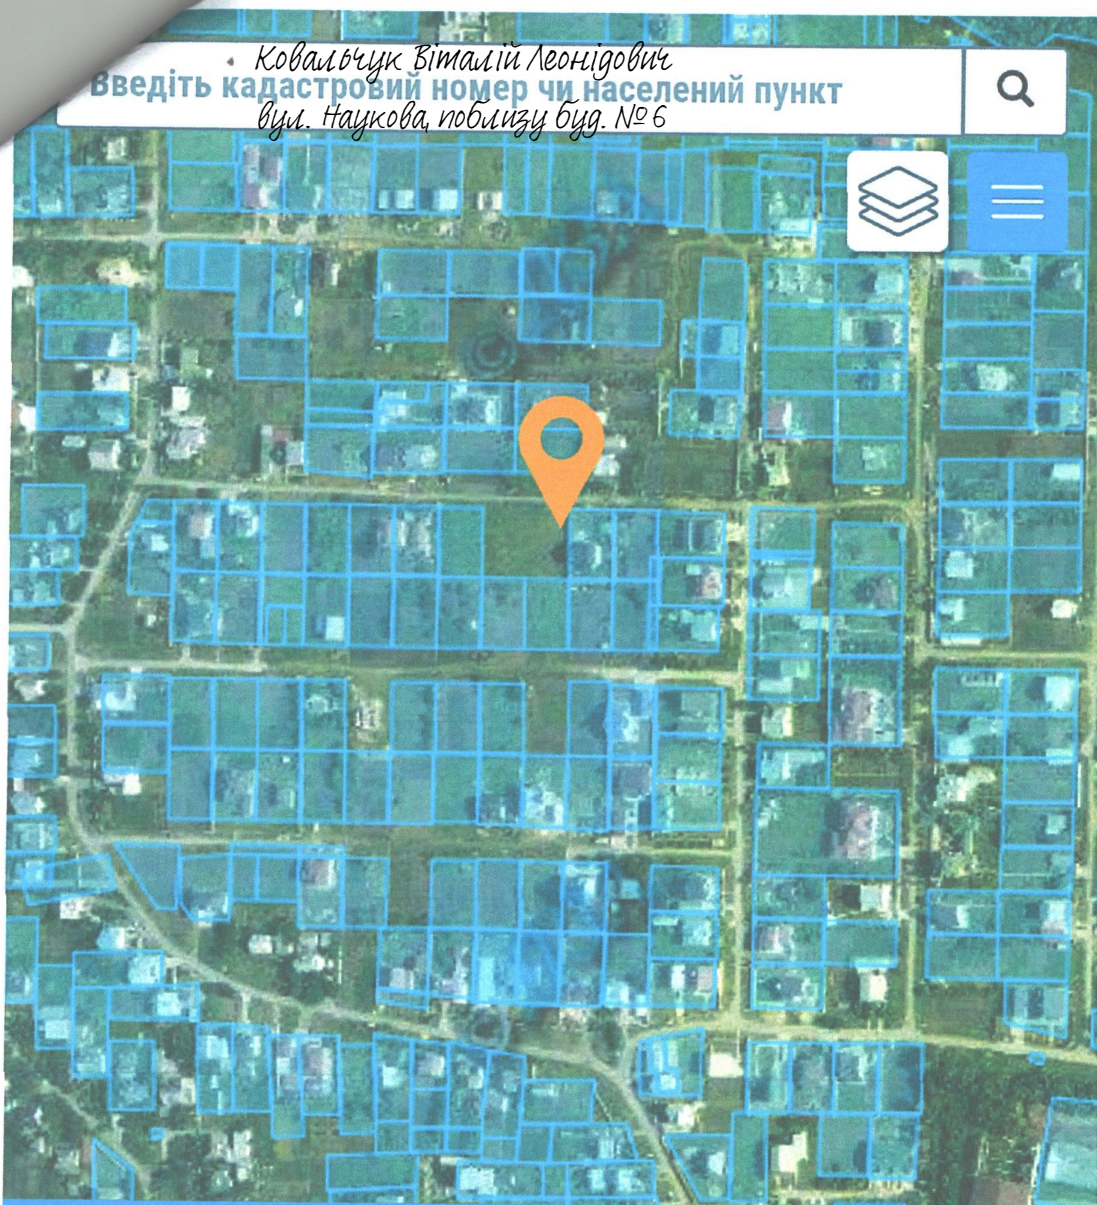 Ковальчук Віталій Леонідович
Введіть кадастровий номер чи населений пункт
вул. Наукова, поблизу буд. № 6